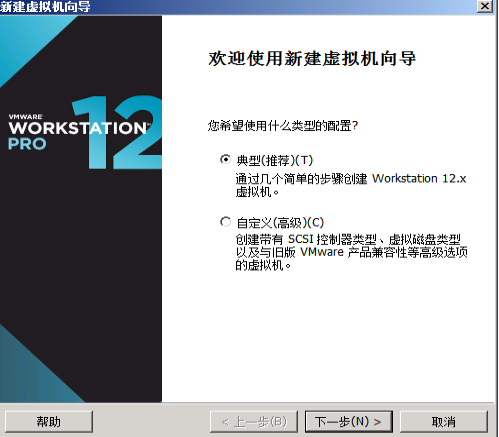 新建虚拟机向导
欢迎使用新建虚拟机向导
VMWARE
WORKSTATION™
PRO
12
您希望使用什么类型的配置?
典型(推荐)(T)
通过几个简单的步骤创建 Workstation 12.x
虚拟机。
自定义(高级)(C)
创建带有 SCSI 控制器类型、虚拟磁盘类型
以及与旧版 VMware 产品兼容性等高级选项
的虚拟机。
帮助
< 上一步(B)
下一步(N) >
取消